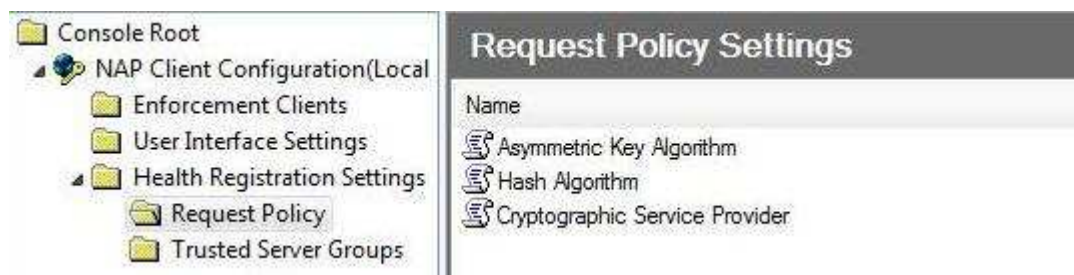 Console Root
NAP Client Configuration(Local
Enforcement Clients
User Interface Settings
Health Registration Settings
Request Policy
Trusted Server Groups
Request Policy Settings
Name
Asymmetric Key Algorithm
Hash Algorithm
Cryptographic Service Provider